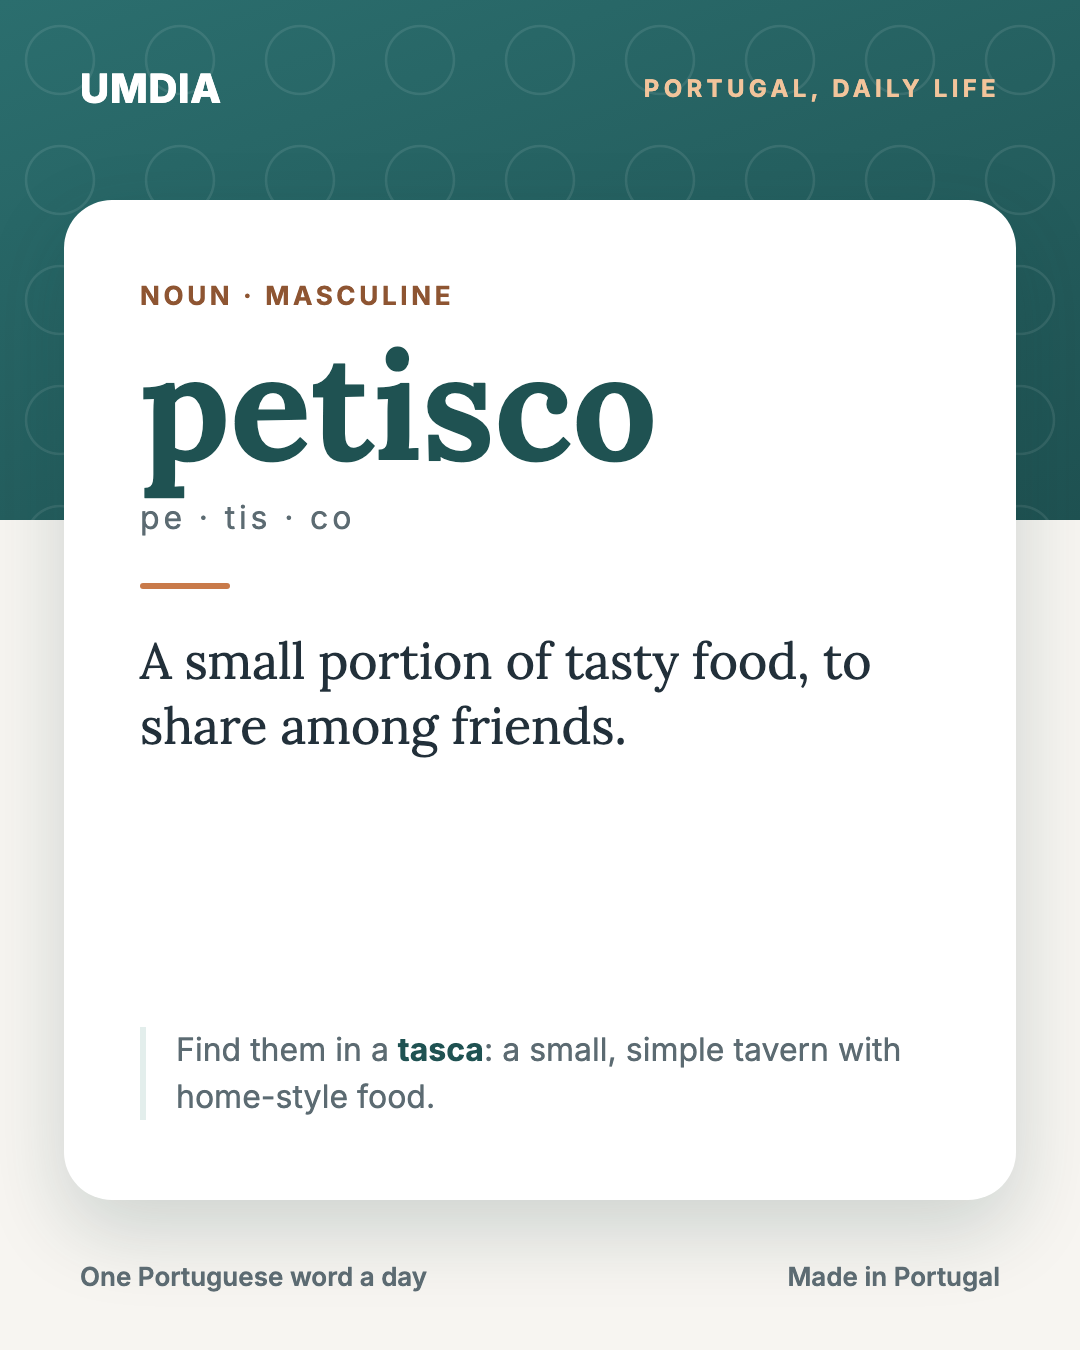 UMDIA
PORTUGAL, DAILY LIFE
NOUN · MASCULINE
petisco
pe · tis · co
A small portion of tasty food, to
share among friends.
Find them in a tasca: a small, simple tavern with
home-style food.
One Portuguese word a day
Made in Portugal